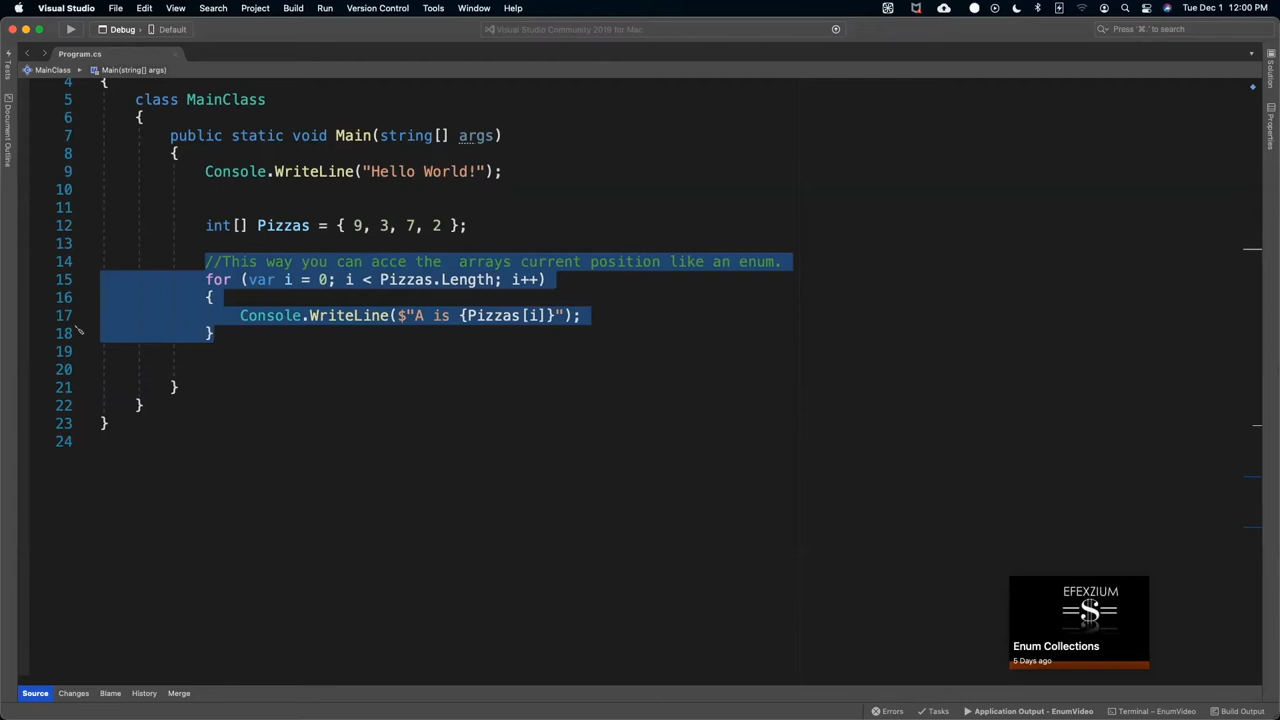 Visual Studio File Edit View Search Project Build Run Version Control Tools Window Help Tue Dec 1 12:00 PM
Debug Default Visual Studio Community 2019 for Mac Press '⌘.' to search
Program.cs
MainClass Main(string[] args)
Tests
Document Outline
Solution
Properties
4 {
5 class MainClass
6 {
7 public static void Main(string[] args)
8 {
9 Console.WriteLine("Hello World!");
10
11
12 int[] Pizzas = { 9, 3, 7, 2 };
13
14 //This way you can acce the  arrays current position like an enum.
15 for (var i = 0; i < Pizzas.Length; i++)
16 {
17 Console.WriteLine($"A is {Pizzas[i]}");
18 }
19
20
21 }
22 }
23 }
24
EFEXZIUM
Enum Collections
5 Days ago
Source Changes Blame History Merge
Errors Tasks Application Output - EnumVideo Terminal – EnumVideo Build Output